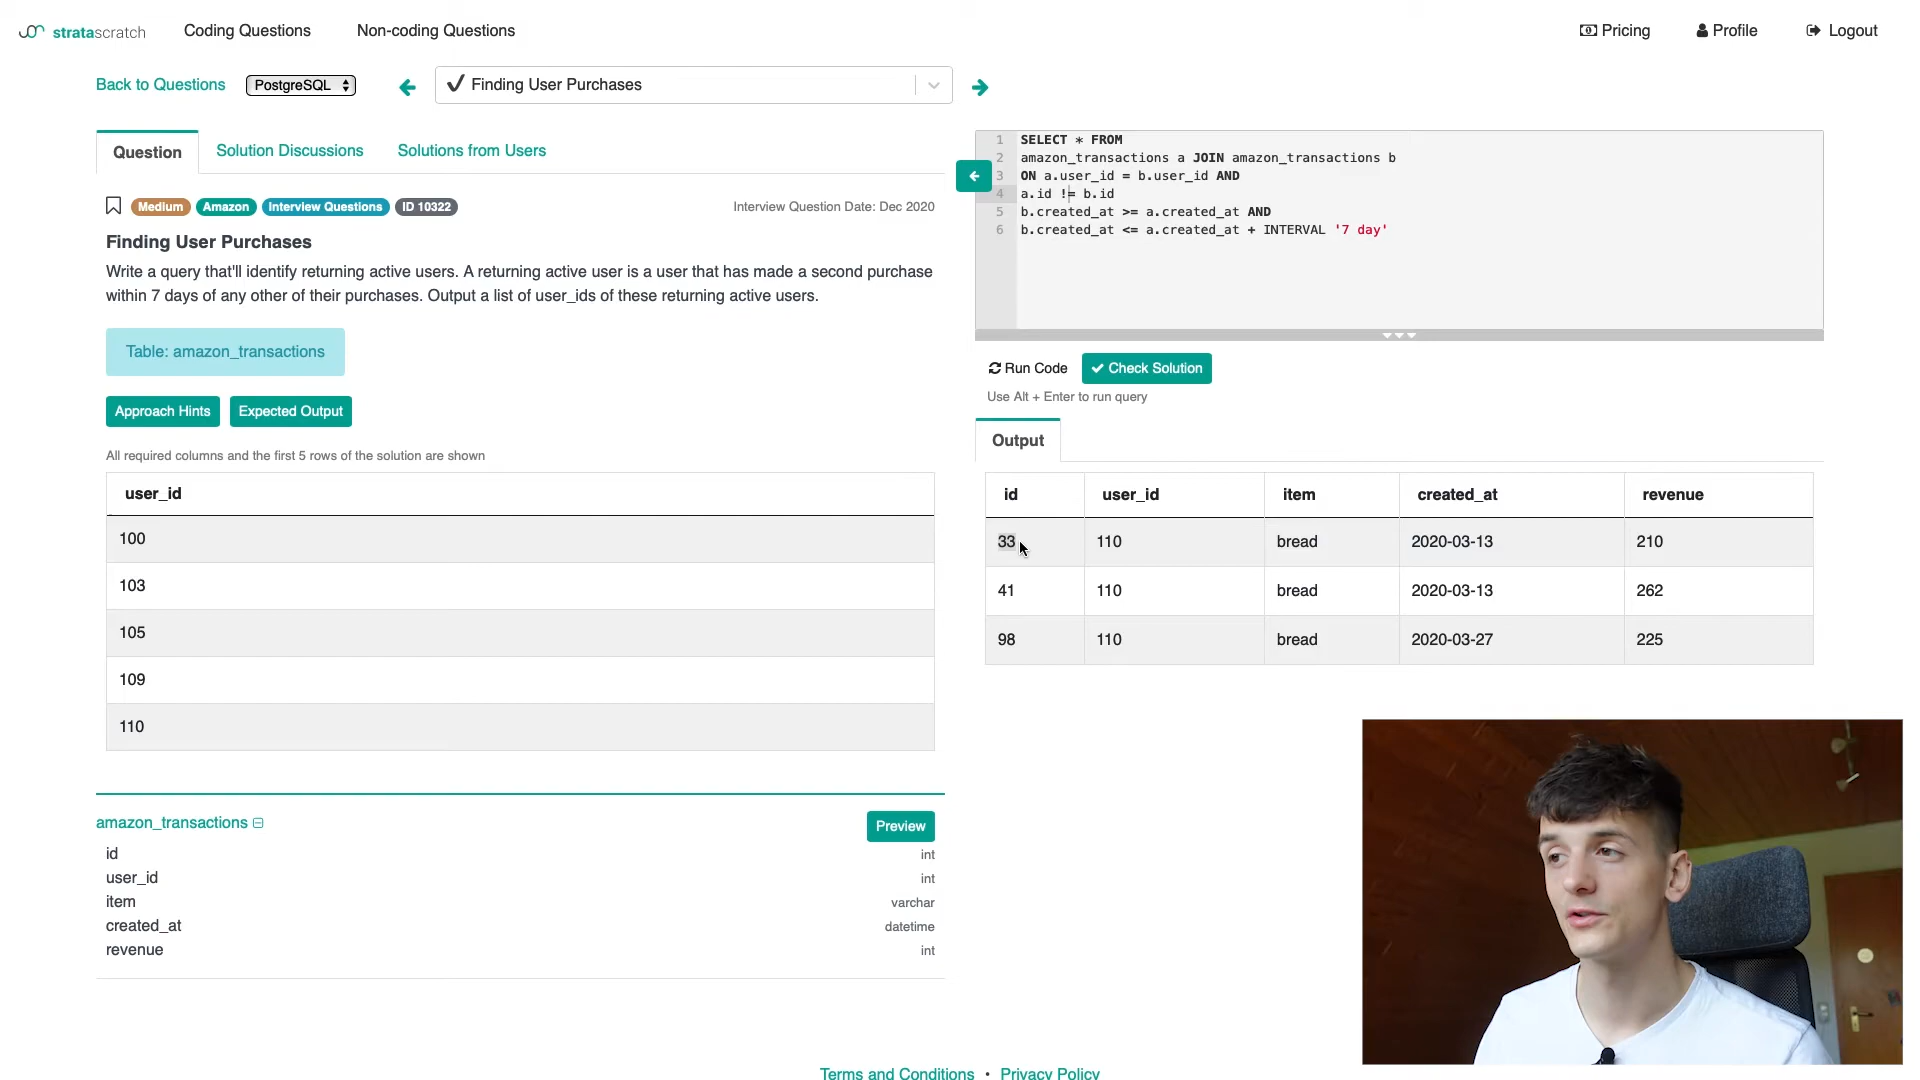 stratascratch
Coding Questions
Non-coding Questions
Pricing
Profile
Logout
Back to Questions
PostgreSQL
Finding User Purchases
Question
Solution Discussions
Solutions from Users
Medium
Amazon
Interview Questions
ID 10322
Interview Question Date: Dec 2020
Finding User Purchases
Write a query that'll identify returning active users. A returning active user is a user that has made a second purchase
within 7 days of any other of their purchases. Output a list of user_ids of these returning active users.
Table: amazon_transactions
Approach Hints
Expected Output
All required columns and the first 5 rows of the solution are shown
user_id
100
103
105
109
110
amazon_transactions
Preview
id int
user_id int
item varchar
created_at datetime
revenue int
1 SELECT * FROM
2 amazon_transactions a JOIN amazon_transactions b
3 ON a.user_id = b.user_id AND
4 a.id != b.id
5 b.created_at >= a.created_at AND
6 b.created_at <= a.created_at + INTERVAL '7 day'
Run Code
Check Solution
Use Alt + Enter to run query
Output
id user_id item created_at revenue
33 110 bread 2020-03-13 210
41 110 bread 2020-03-13 262
98 110 bread 2020-03-27 225
Terms and Conditions • Privacy Policy